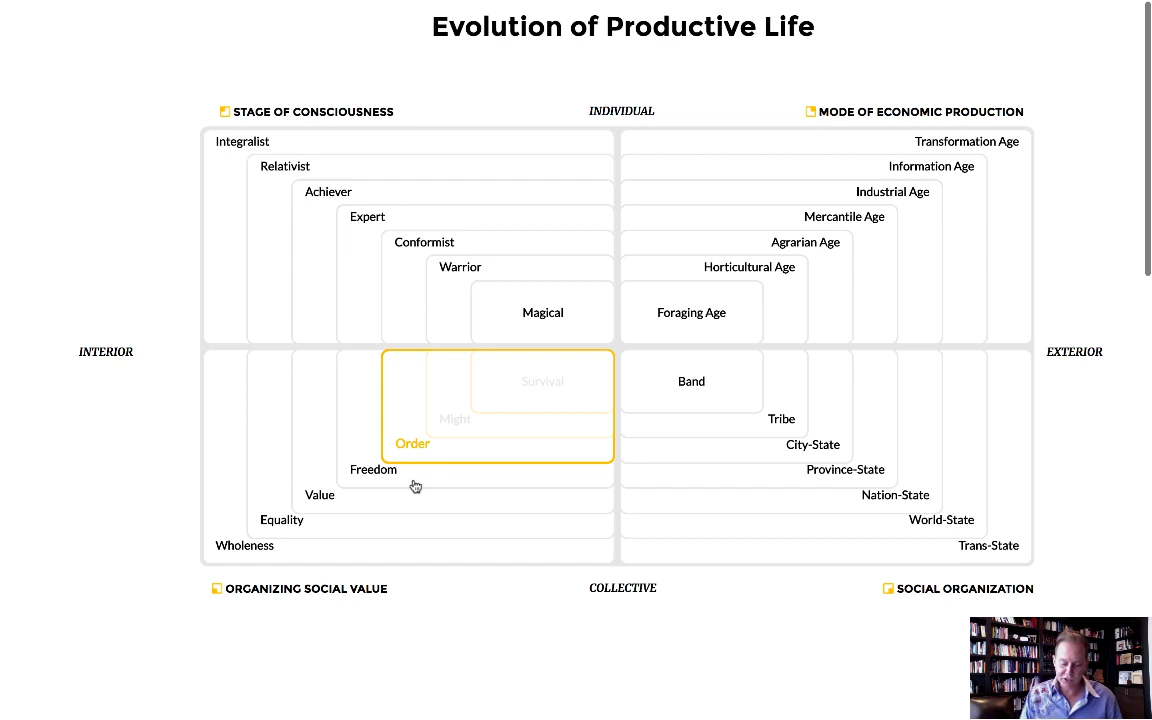 Evolution of Productive Life
STAGE OF CONSCIOUSNESS
INDIVIDUAL
MODE OF ECONOMIC PRODUCTION
Integralist
Transformation Age
Relativist
Information Age
Achiever
Industrial Age
Expert
Mercantile Age
Conformist
Agrarian Age
Warrior
Horticultural Age
Magical
Foraging Age
INTERIOR
EXTERIOR
Survival
Band
Might
Tribe
Order
City-State
Freedom
Province-State
Value
Nation-State
Equality
World-State
Wholeness
Trans-State
ORGANIZING SOCIAL VALUE
COLLECTIVE
SOCIAL ORGANIZATION